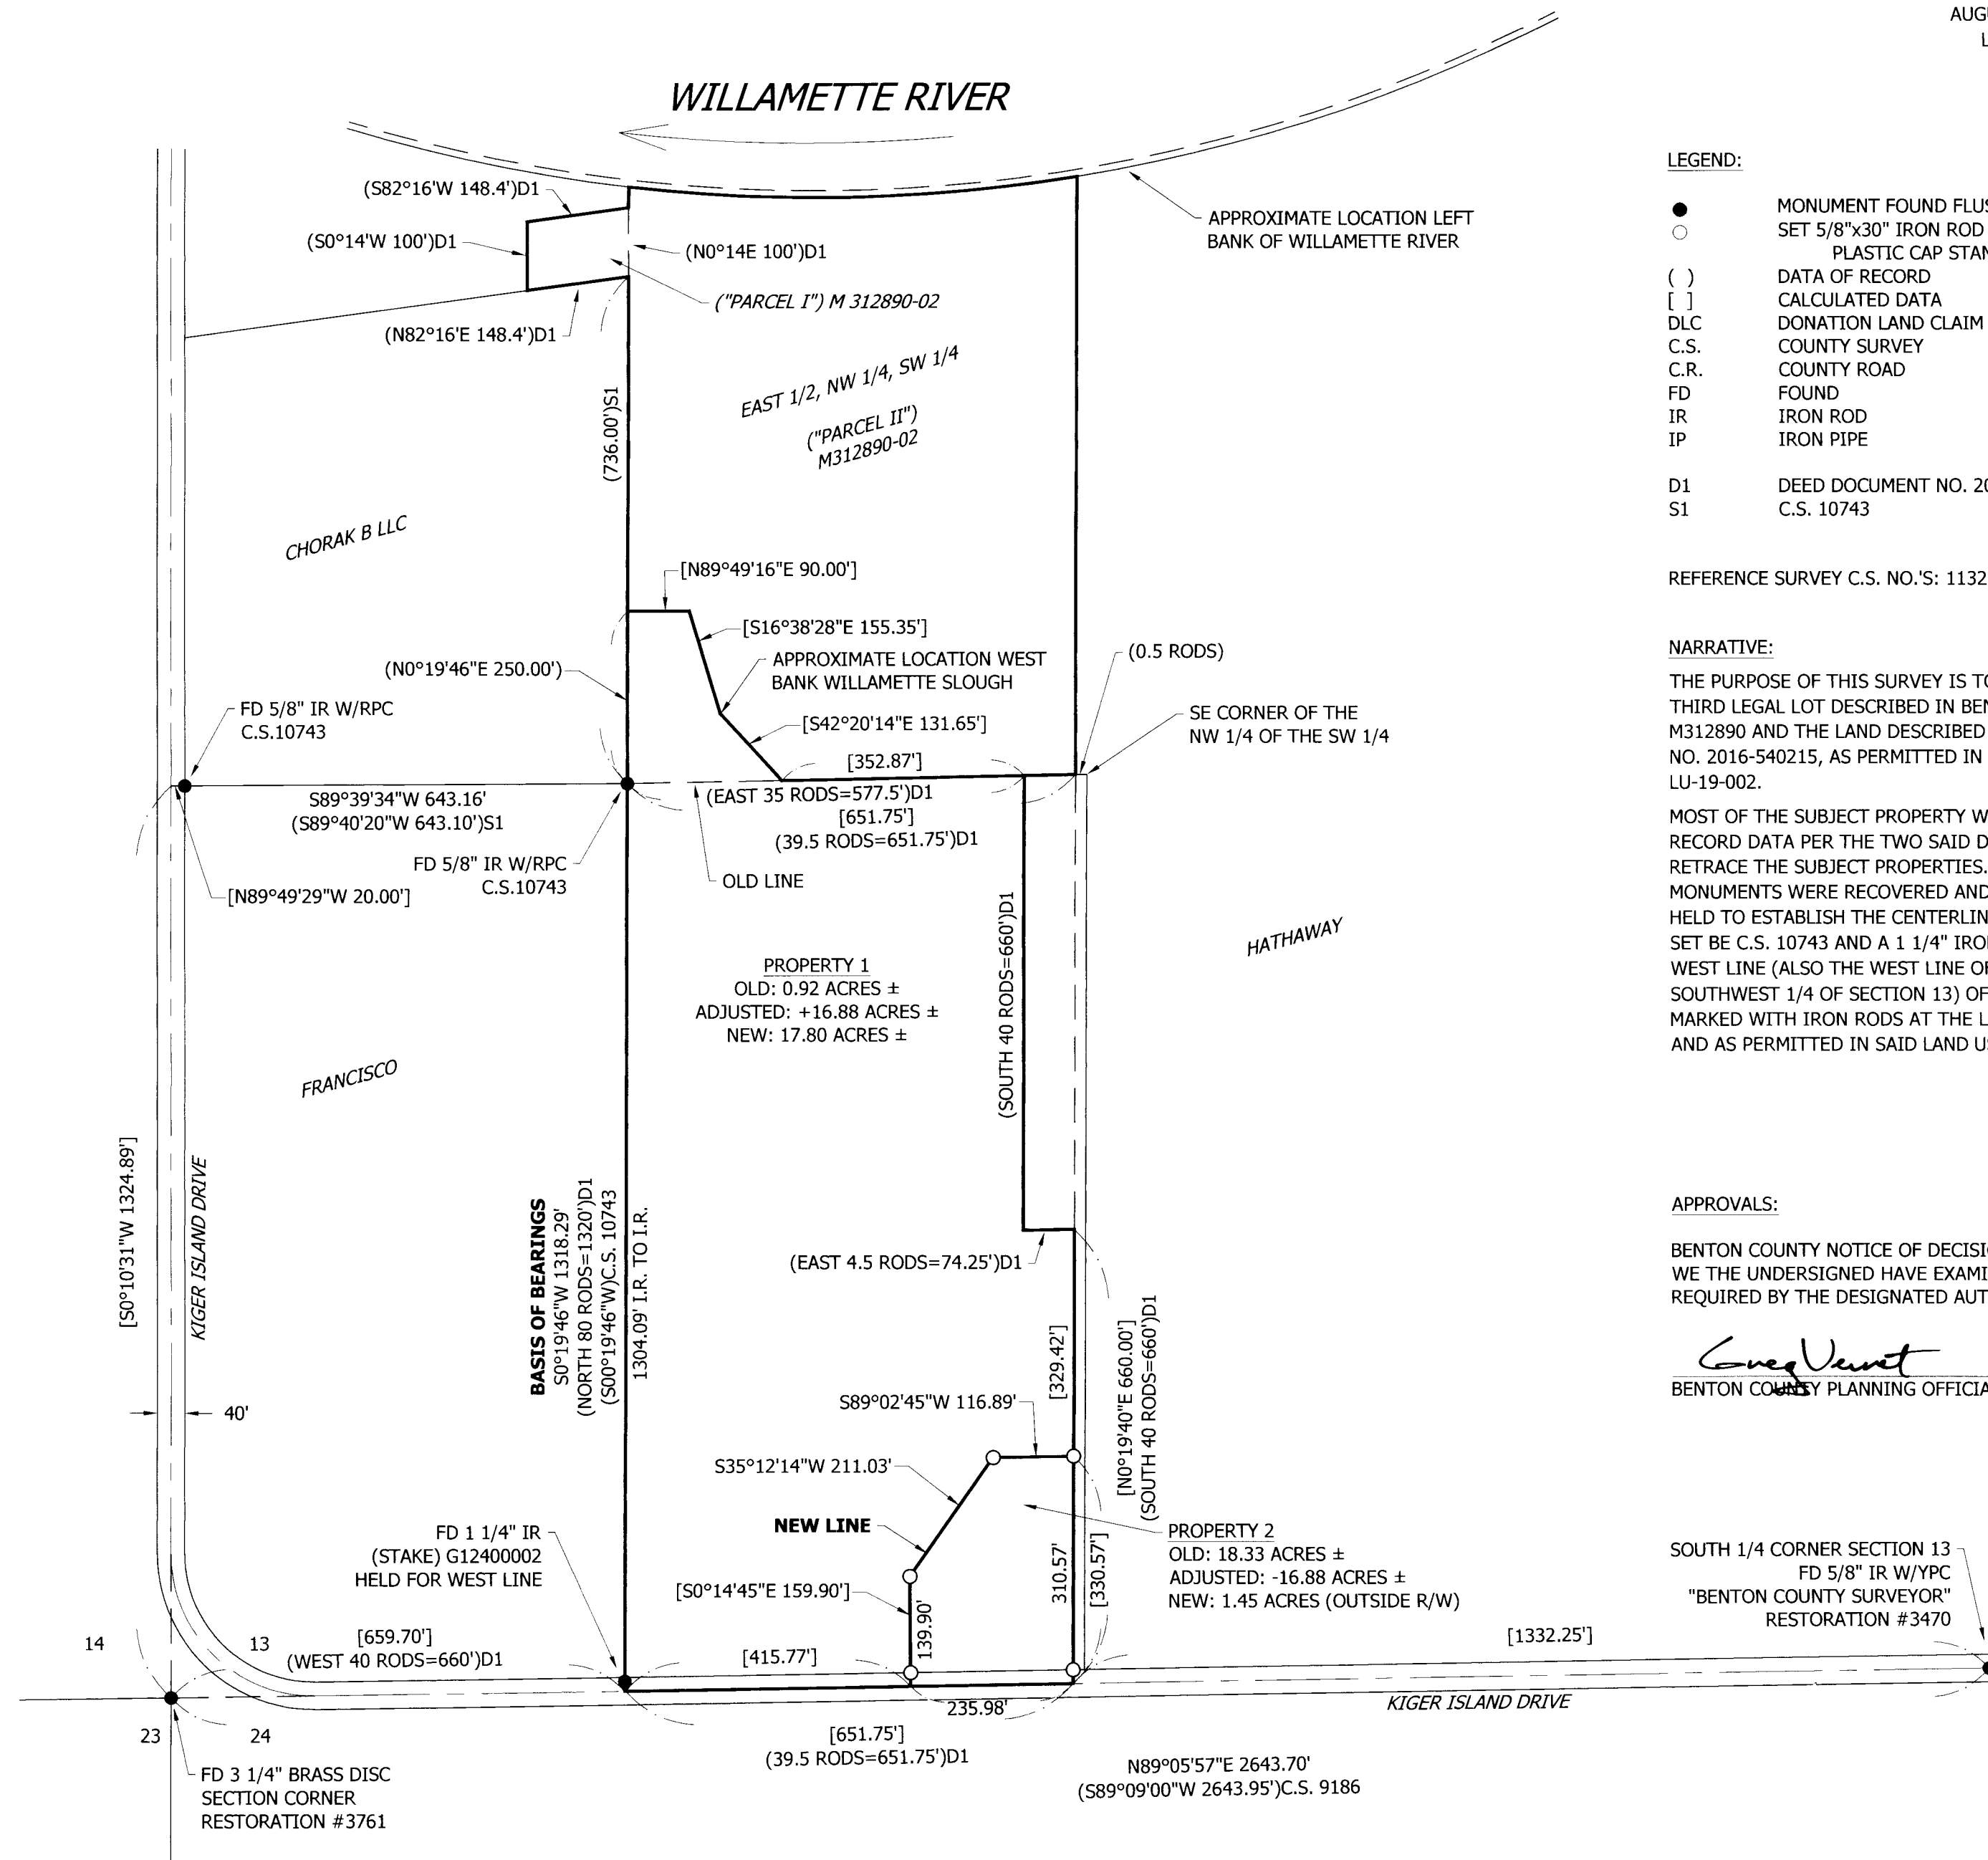 AUG
L
WILLAMETTE RIVER
(S82°16'W 148.4')D1
(S0°14'W 100')D1
(N0°14E 100')D1
("PARCEL I") M 312890-02
(N82°16'E 148.4')D1
APPROXIMATE LOCATION LEFT
BANK OF WILLAMETTE RIVER
EAST 1/2, NW 1/4, SW 1/4
("PARCEL II")
M312890-02
(736.00')S1
CHORAK B LLC
[N89°49'16"E 90.00']
[S16°38'28"E 155.35']
APPROXIMATE LOCATION WEST
BANK WILLAMETTE SLOUGH
(N0°19'46"E 250.00')
[S42°20'14"E 131.65']
(0.5 RODS)
SE CORNER OF THE
NW 1/4 OF THE SW 1/4
FD 5/8" IR W/RPC
C.S.10743
[352.87']
S89°39'34"W 643.16'
(S89°40'20"W 643.10')S1
(EAST 35 RODS=577.5')D1
[651.75']
(39.5 RODS=651.75')D1
FD 5/8" IR W/RPC
C.S.10743
OLD LINE
[N89°49'29"W 20.00']
(SOUTH 40 RODS=660')D1
HATHAWAY
PROPERTY 1
OLD: 0.92 ACRES ±
ADJUSTED: +16.88 ACRES ±
NEW: 17.80 ACRES ±
FRANCISCO
[S0°10'31"W 1324.89']
KIGER ISLAND DRIVE
BASIS OF BEARINGS
S0°19'46"W 1318.29'
(NORTH 80 RODS=1320')D1
(S00°19'46"W)C.S. 10743
1304.09' I.R. TO I.R.
(EAST 4.5 RODS=74.25')D1
[329.42']
[N0°19'40"E 660.00']
(SOUTH 40 RODS=660')D1
40'
S89°02'45"W 116.89'
S35°12'14"W 211.03'
NEW LINE
FD 1 1/4" IR
(STAKE) G12400002
HELD FOR WEST LINE
[S0°14'45"E 159.90']
139.90'
310.57'
[330.57']
PROPERTY 2
OLD: 18.33 ACRES ±
ADJUSTED: -16.88 ACRES ±
NEW: 1.45 ACRES (OUTSIDE R/W)
SOUTH 1/4 CORNER SECTION 13
FD 5/8" IR W/YPC
"BENTON COUNTY SURVEYOR"
RESTORATION #3470
14
13
[659.70']
(WEST 40 RODS=660')D1
[415.77']
[1332.25']
235.98'
KIGER ISLAND DRIVE
23
24
[651.75']
(39.5 RODS=651.75')D1
N89°05'57"E 2643.70'
(S89°09'00"W 2643.95')C.S. 9186
FD 3 1/4" BRASS DISC
SECTION CORNER
RESTORATION #3761
LEGEND:
MONUMENT FOUND FLUS
SET 5/8"x30" IRON ROD
PLASTIC CAP STAN
( ) DATA OF RECORD
[ ] CALCULATED DATA
DLC DONATION LAND CLAIM
C.S. COUNTY SURVEY
C.R. COUNTY ROAD
FD FOUND
IR IRON ROD
IP IRON PIPE
D1 DEED DOCUMENT NO. 20
S1 C.S. 10743
REFERENCE SURVEY C.S. NO.'S: 1132
NARRATIVE:
THE PURPOSE OF THIS SURVEY IS TO
THIRD LEGAL LOT DESCRIBED IN BEN
M312890 AND THE LAND DESCRIBED
NO. 2016-540215, AS PERMITTED IN
LU-19-002.
MOST OF THE SUBJECT PROPERTY W
RECORD DATA PER THE TWO SAID D
RETRACE THE SUBJECT PROPERTIES.
MONUMENTS WERE RECOVERED AND
HELD TO ESTABLISH THE CENTERLIN
SET BE C.S. 10743 AND A 1 1/4" IRO
WEST LINE (ALSO THE WEST LINE OF
SOUTHWEST 1/4 OF SECTION 13) OF
MARKED WITH IRON RODS AT THE L
AND AS PERMITTED IN SAID LAND U
APPROVALS:
BENTON COUNTY NOTICE OF DECISI
WE THE UNDERSIGNED HAVE EXAMI
REQUIRED BY THE DESIGNATED AUT
Greg Verret
BENTON COUNTY PLANNING OFFICIA